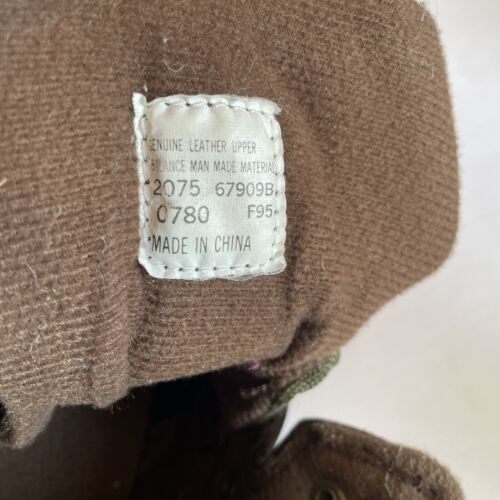 GENUINE LEATHER UPPER
BALANCE MAN MADE MATERIAL
2075 67909B
0780 F95
MADE IN CHINA